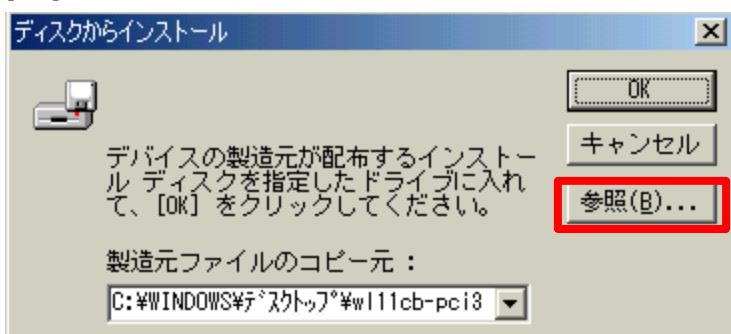 ディスクからインストール
OK
キャンセル
参照(B)...
デバイスの製造元が配布するインストー
ル ディスクを指定したドライブに入れ
て、[OK] をクリックしてください。
製造元ファイルのコピー元：
C:¥WINDOWS¥ﾃﾞｽｸﾄｯﾌﾟ¥wl11cb-pci3